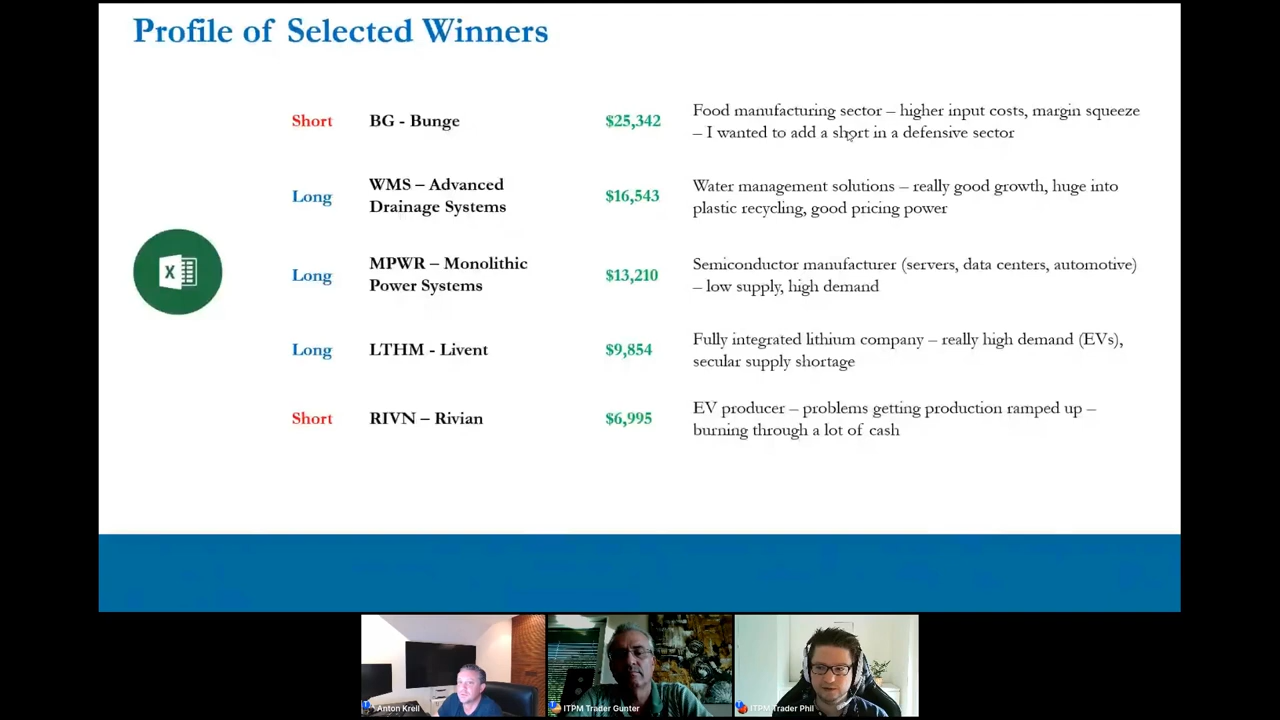 Profile of Selected Winners
Short
BG - Bunge
$25,342
Food manufacturing sector – higher input costs, margin squeeze
– I wanted to add a short in a defensive sector
Long
WMS – Advanced
Drainage Systems
$16,543
Water management solutions – really good growth, huge into
plastic recycling, good pricing power
X
Long
MPWR – Monolithic
Power Systems
$13,210
Semiconductor manufacturer (servers, data centers, automotive)
– low supply, high demand
Long
LTHM - Livent
$9,854
Fully integrated lithium company – really high demand (EVs),
secular supply shortage
Short
RIVN – Rivian
$6,995
EV producer – problems getting production ramped up –
burning through a lot of cash
Anton Kreil
ITPM Trader Gunter
ITPM Trader Phil